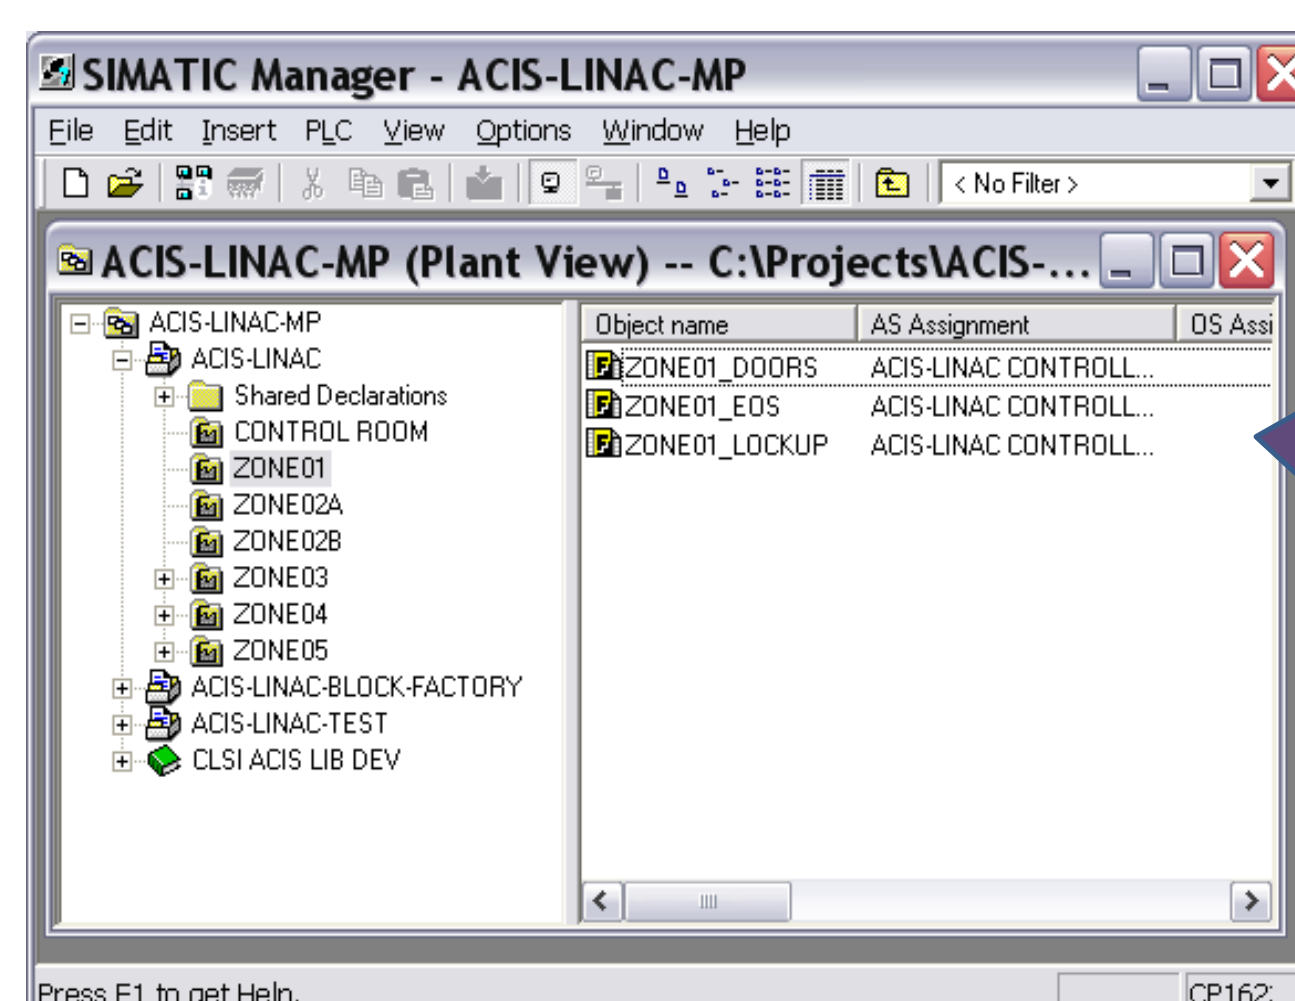 SIMATIC Manager - ACIS-LINAC-MP
File Edit Insert PLC View Options Window Help
< No Filter >
ACIS-LINAC-MP (Plant View) -- C:\Projects\ACIS-...
ACIS-LINAC-MP
ACIS-LINAC
Shared Declarations
CONTROL ROOM
ZONE01
ZONE02A
ZONE02B
ZONE03
ZONE04
ZONE05
ACIS-LINAC-BLOCK-FACTORY
ACIS-LINAC-TEST
CLSI ACIS LIB DEV
Object name AS Assignment OS Assi
ZONE01_DOORS ACIS-LINAC CONTROLL...
ZONE01_EOS ACIS-LINAC CONTROLL...
ZONE01_LOCKUP ACIS-LINAC CONTROLL...
Press F1 to get Help. CP162: